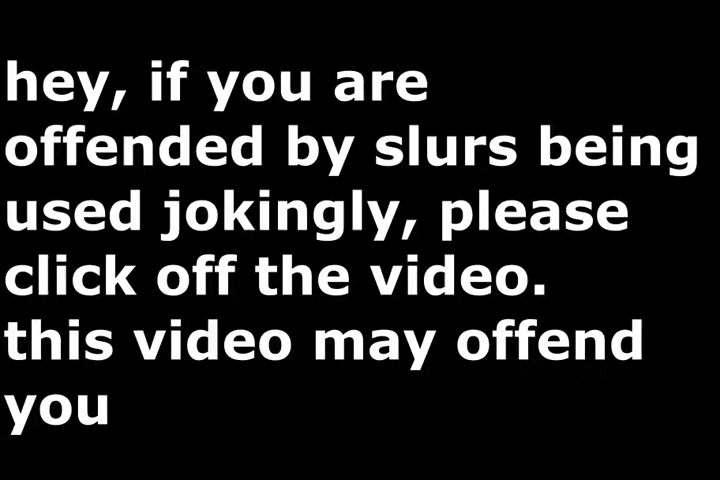 hey, if you are
offended by slurs being
used jokingly, please
click off the video.
this video may offend
you